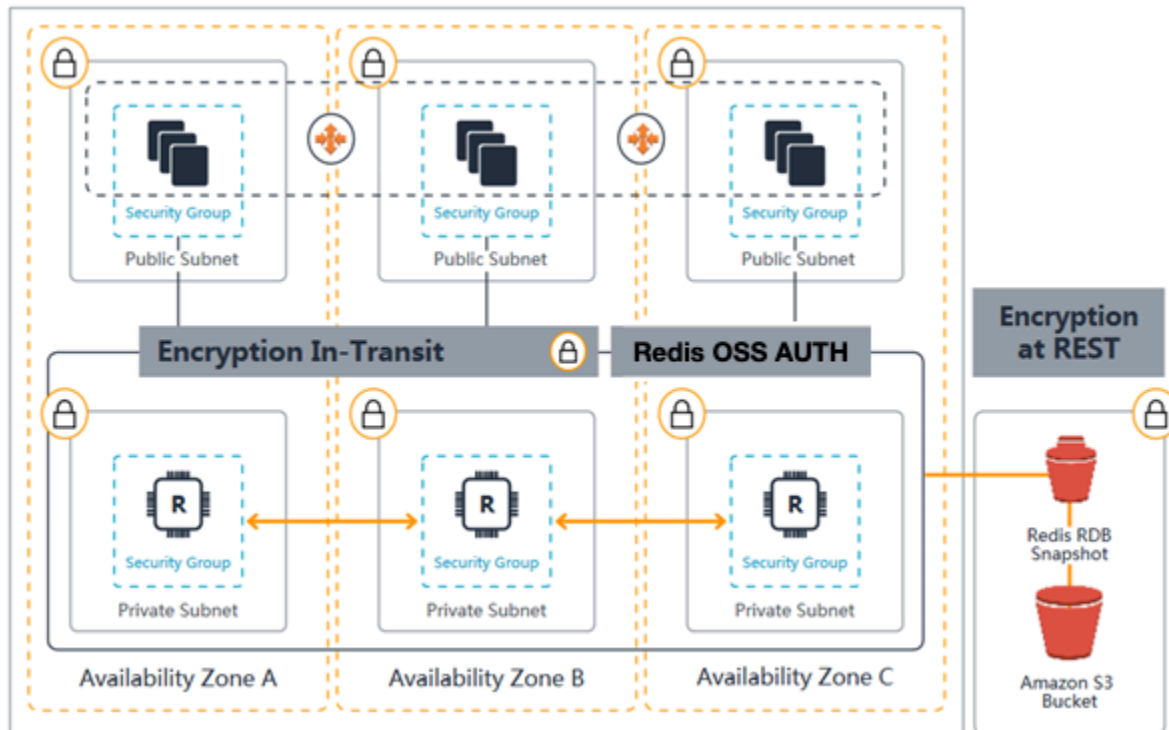 Security Group
Public Subnet
Security Group
Public Subnet
Security Group
Public Subnet
Encryption In-Transit
Redis OSS AUTH
Encryption
at REST
R
Security Group
Private Subnet
R
Security Group
Private Subnet
R
Security Group
Private Subnet
Redis RDB
Snapshot
Amazon S3
Bucket
Availability Zone A
Availability Zone B
Availability Zone C